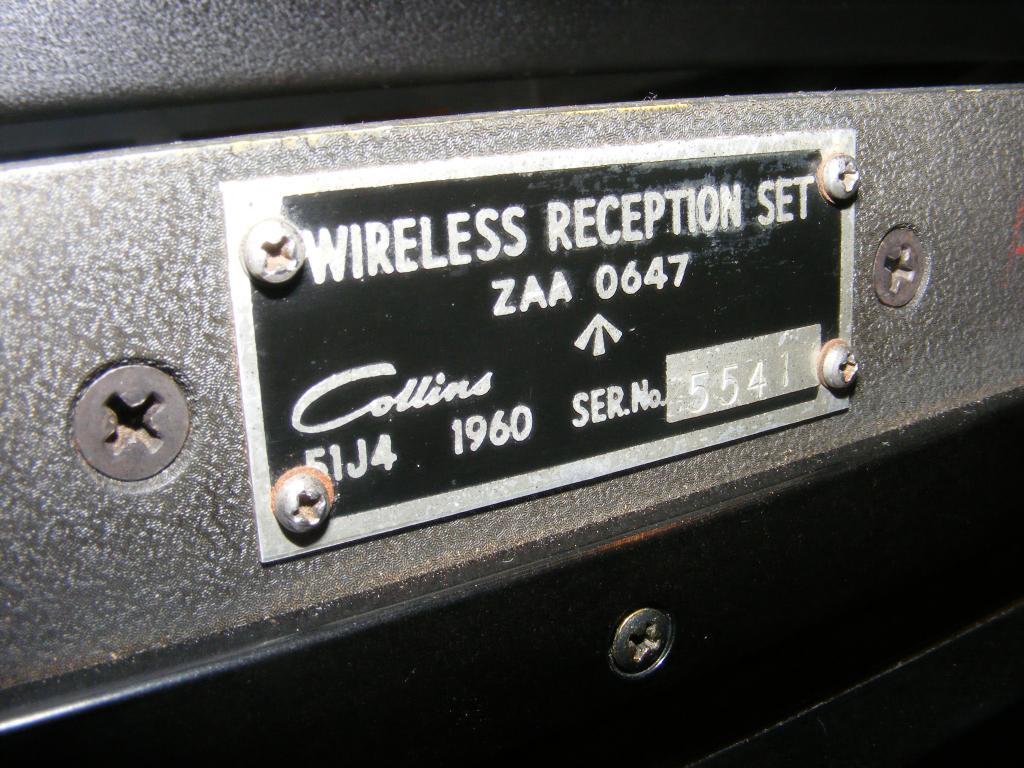 WIRELESS RECEPTION SET
ZAA 0647
Collins
51J4 1960 SER.No. 5541